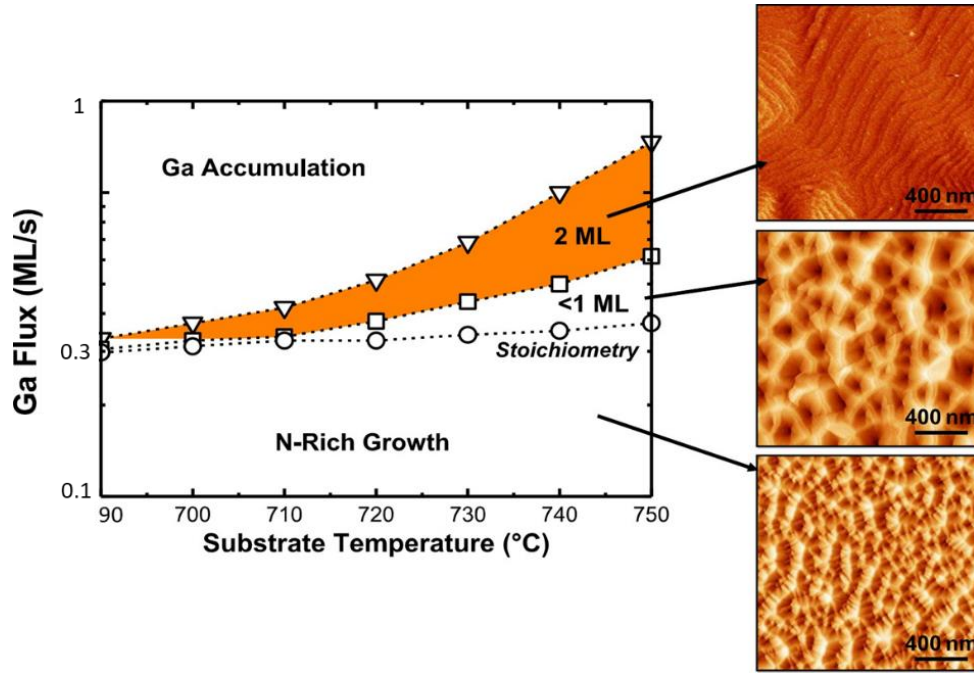 1
Ga Accumulation
Ga Flux (ML/s)
2 ML
<1 ML
0.3
Stoichiometry
N-Rich Growth
0.1
90 700 710 720 730 740 750
Substrate Temperature (°C)
400 nm
400 nm
400 nm